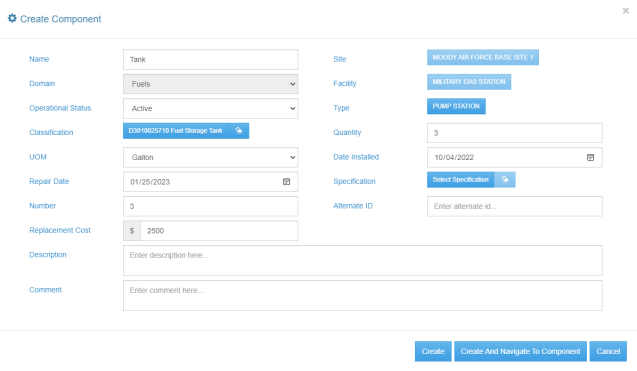 Create Component
Name Tank Site MOODY AIR FORCE BASE SITE 1
Domain Fuels Facility MILITARY GAS STATION
Operational Status Active Type PUMP STATION
Classification D3010025710 Fuel Storage Tank Quantity 3
UOM Gallon Date Installed 10/04/2022
Repair Date 01/25/2023 Specification Select Specification
Number 3 Alternate ID Enter alternate id...
Replacement Cost $ 2500
Description Enter description here...
Comment Enter comment here...
Create Create And Navigate To Component Cancel